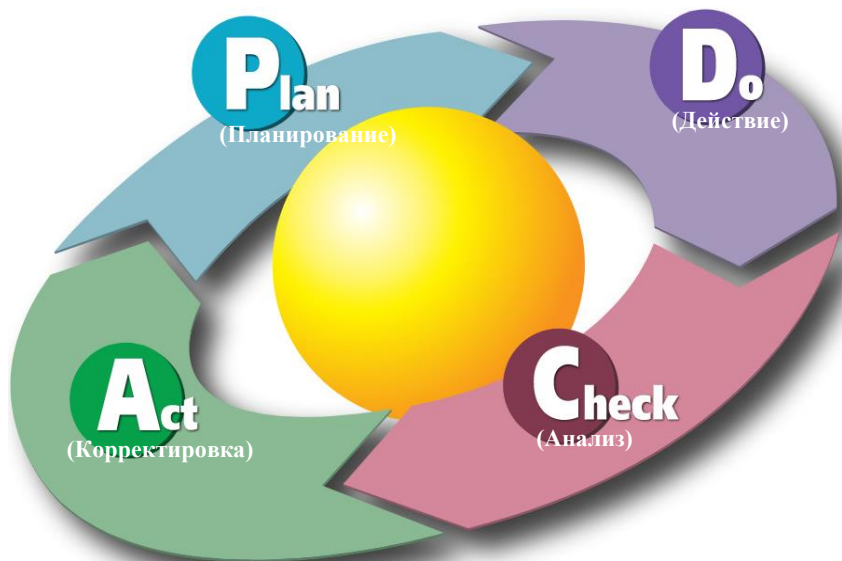 Plan
(Планирование)
Do
(Действие)
Check
(Анализ)
Act
(Корректировка)